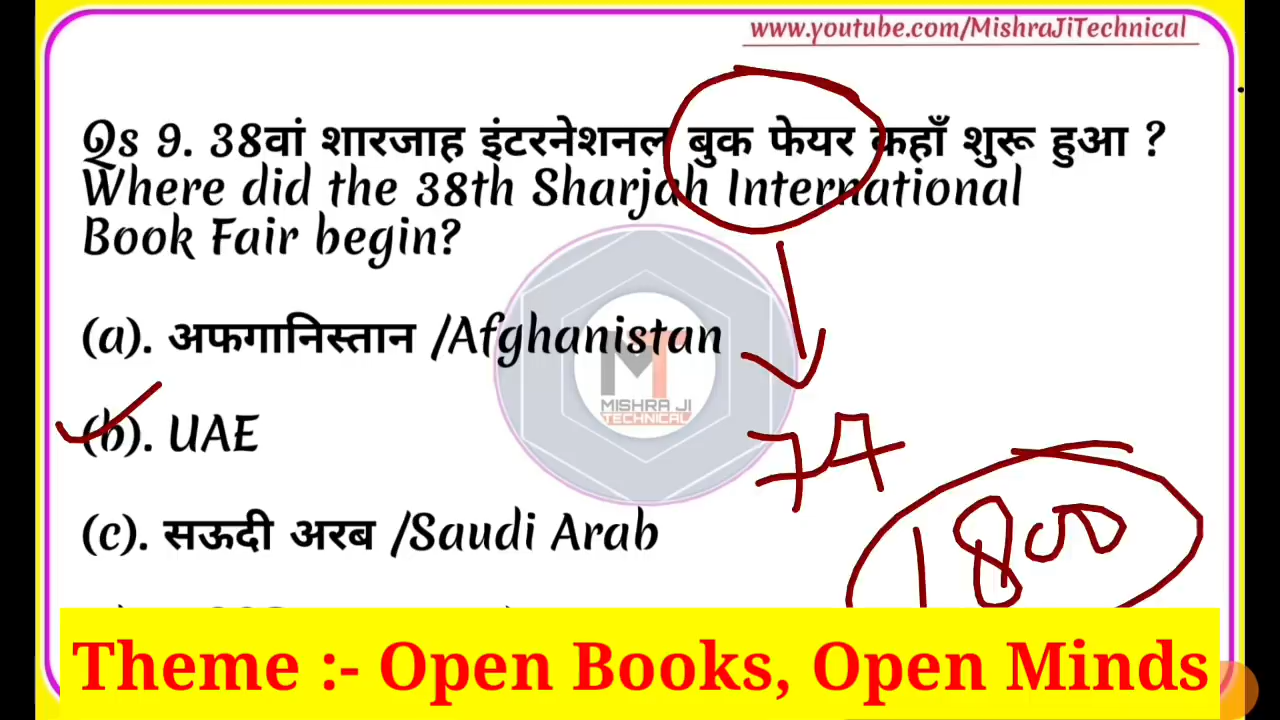 www.youtube.com/MishraJiTechnical
Qs 9. 38वां शारजाह इंटरनेशनल बुक फेयर कहाँ शुरू हुआ ?
Where did the 38th Sharjah International
Book Fair begin?
(a). अफगानिस्तान /Afghanistan
MISHRA JI
TECHNICAL
(b). UAE
74
(c). सऊदी अरब /Saudi Arab
1800
Theme :- Open Books, Open Minds